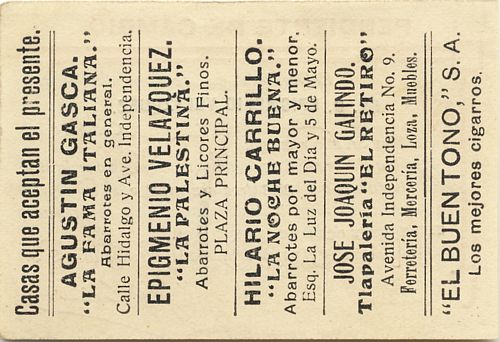 Casas que aceptan el presente.
AGUSTIN GASCA.
"LA FAMA ITALIANA."
Abarrotes en general.
Calle Hidalgo y Ave. Independencia.
EPIGMENIO VELAZQUEZ.
"LA PALESTINA."
Abarrotes y Licores Finos.
PLAZA PRINCIPAL.
HILARIO CARRILLO.
"LA NOCHE BUENA."
Abarrotes por mayor y menor.
Esq. La Luz del Día y 5 de Mayo.
JOSE JOAQUIN GALINDO.
Tlapalería "EL RETIRO"
Avenida Independencia No. 9.
Ferretería, Mercería, Loza, Muebles.
"EL BUEN TONO," S. A.
Los mejores cigarros.